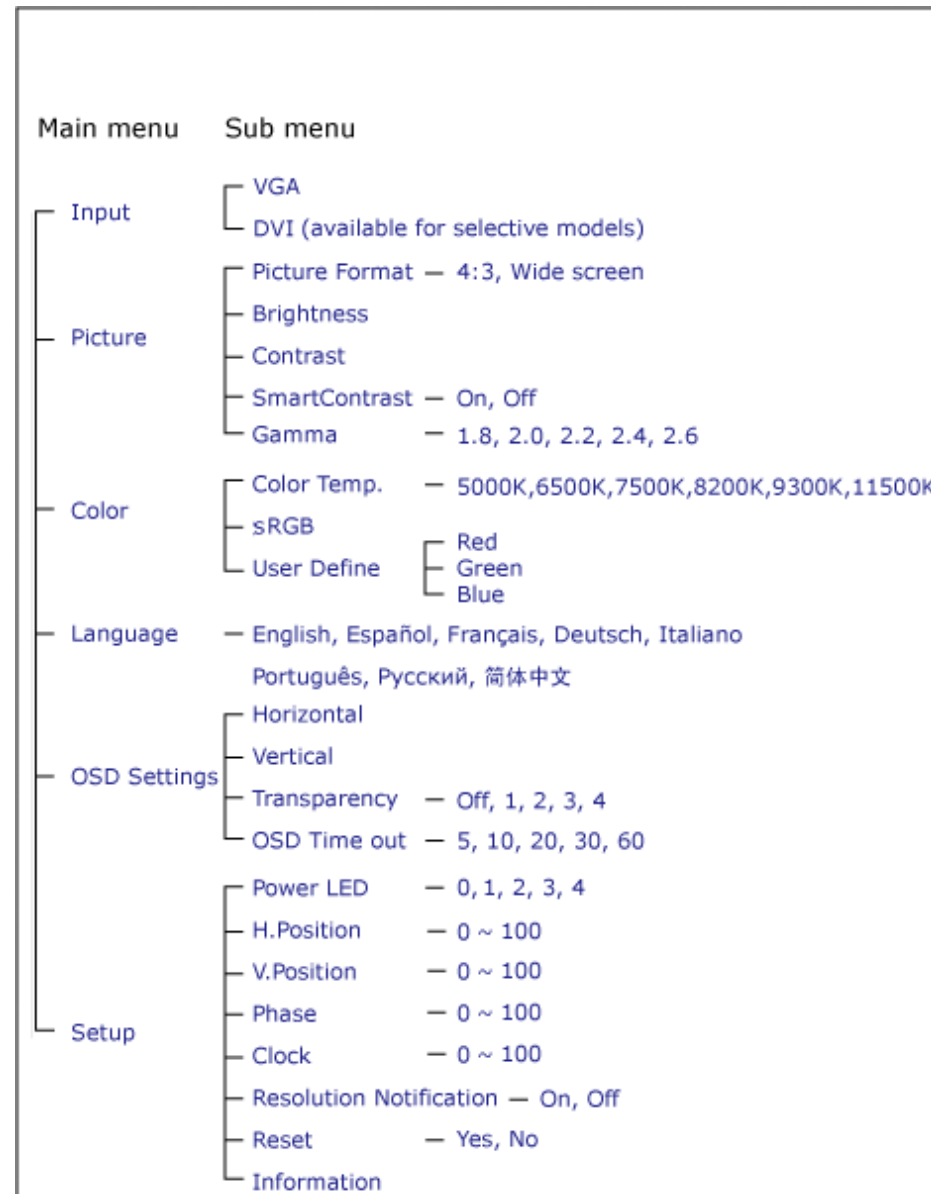 Main menu Sub menu
Input
VGA
DVI (available for selective models)
Picture
Picture Format — 4:3, Wide screen
Brightness
Contrast
SmartContrast — On, Off
Gamma — 1.8, 2.0, 2.2, 2.4, 2.6
Color
Color Temp. — 5000K,6500K,7500K,8200K,9300K,11500K
sRGB
User Define
Red
Green
Blue
Language — English, Español, Français, Deutsch, Italiano
Português, Русский, 简体中文
OSD Settings
Horizontal
Vertical
Transparency — Off, 1, 2, 3, 4
OSD Time out — 5, 10, 20, 30, 60
Setup
Power LED — 0, 1, 2, 3, 4
H.Position — 0 ~ 100
V.Position — 0 ~ 100
Phase — 0 ~ 100
Clock — 0 ~ 100
Resolution Notification — On, Off
Reset — Yes, No
Information